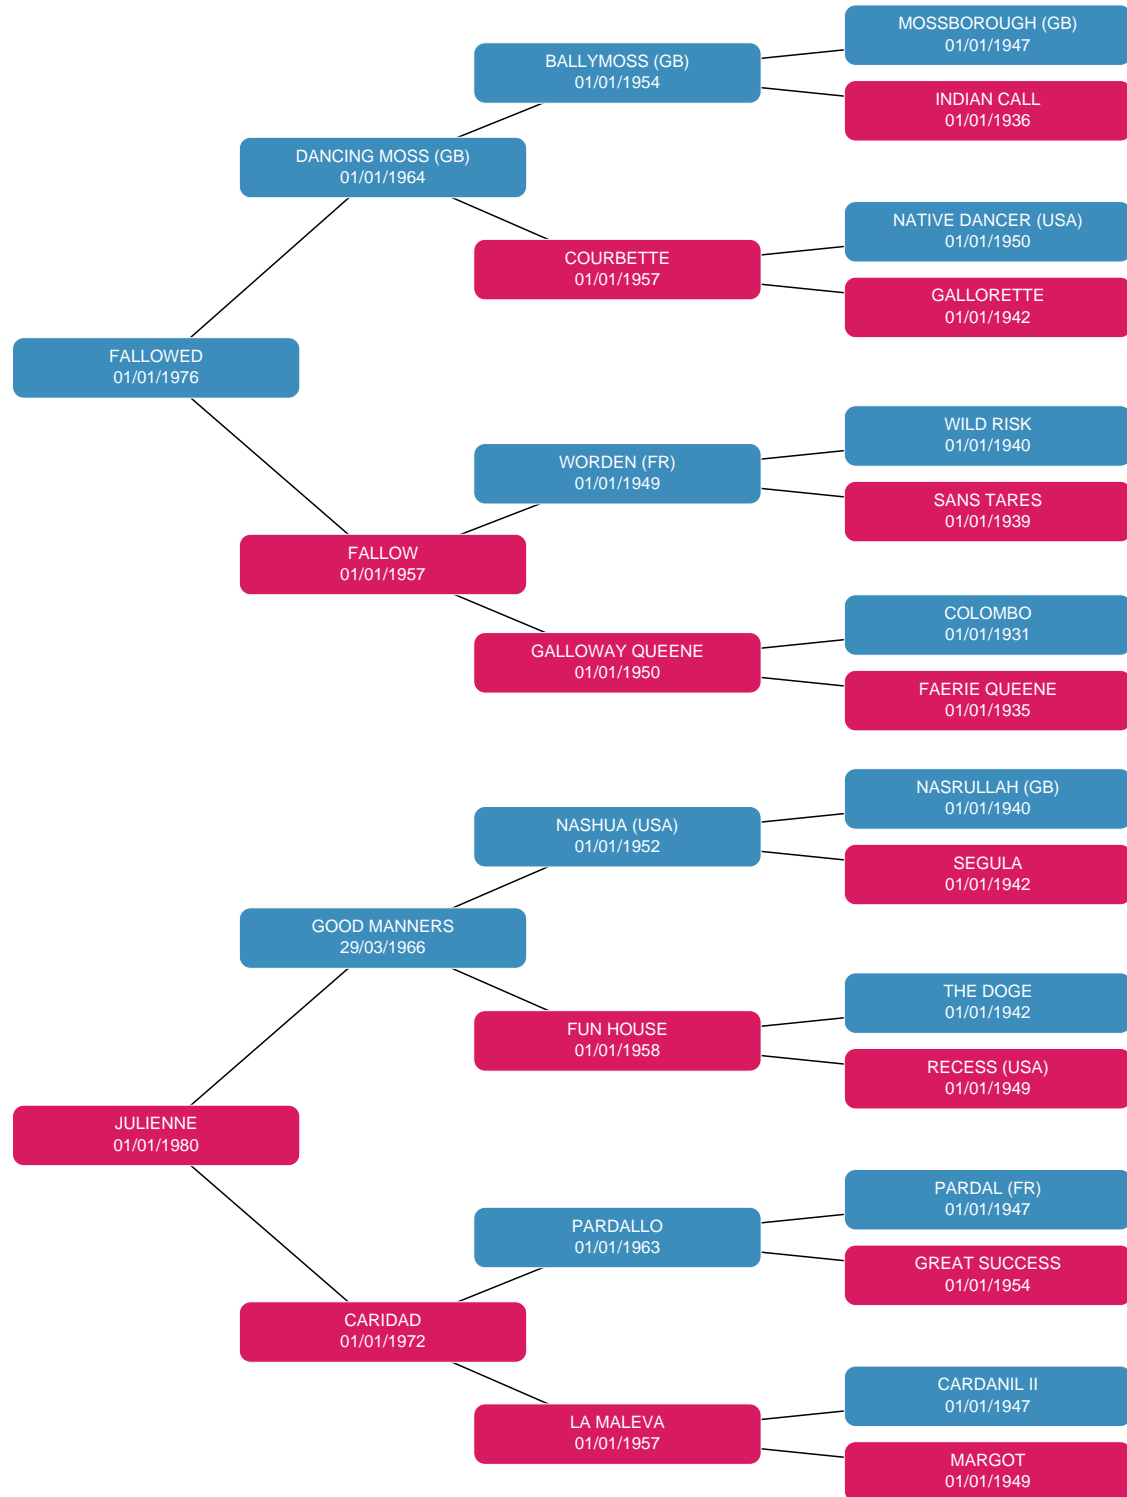 MOSSBOROUGH (GB)
01/01/1947
BALLYMOSS (GB)
01/01/1954
INDIAN CALL
01/01/1936
DANCING MOSS (GB)
01/01/1964
NATIVE DANCER (USA)
01/01/1950
COURBETTE
01/01/1957
GALLORETTE
01/01/1942
FALLOWED
01/01/1976
WILD RISK
01/01/1940
WORDEN (FR)
01/01/1949
SANS TARES
01/01/1939
FALLOW
01/01/1957
COLOMBO
01/01/1931
GALLOWAY QUEENE
01/01/1950
FAERIE QUEENE
01/01/1935
NASRULLAH (GB)
01/01/1940
NASHUA (USA)
01/01/1952
SEGULA
01/01/1942
GOOD MANNERS
29/03/1966
THE DOGE
01/01/1942
FUN HOUSE
01/01/1958
RECESS (USA)
01/01/1949
JULIENNE
01/01/1980
PARDAL (FR)
01/01/1947
PARDALLO
01/01/1963
GREAT SUCCESS
01/01/1954
CARIDAD
01/01/1972
CARDANIL II
01/01/1947
LA MALEVA
01/01/1957
MARGOT
01/01/1949